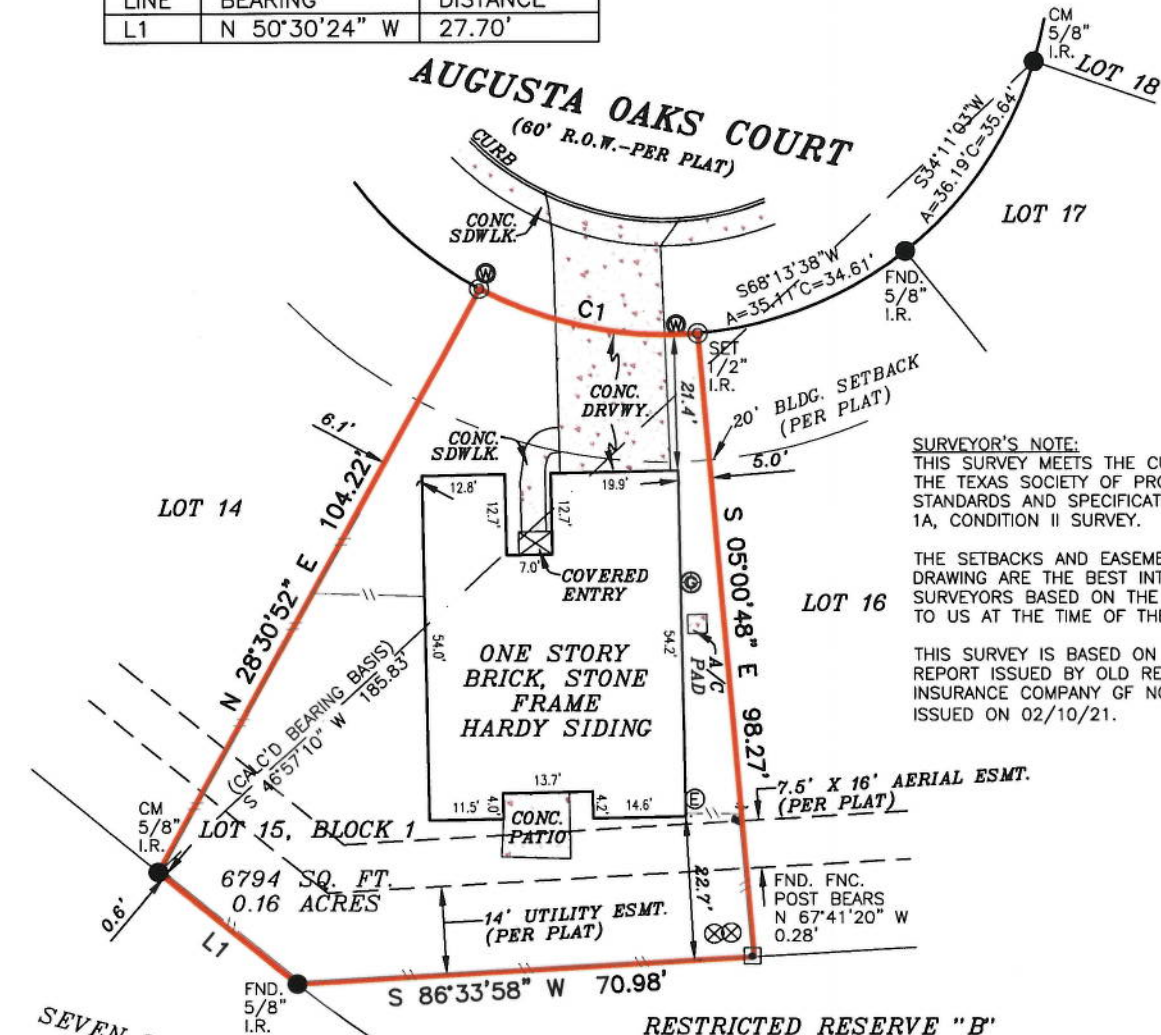 LINE BEARING DISTANCE
L1 N 50°30'24" W 27.70'
AUGUSTA OAKS COURT
(60' R.O.W.-PER PLAT)
CURB
CONC.
SDWLK.
CM
5/8"
I.R.
LOT 18
S34°11'03"W
A=36.19'C=35.64'
LOT 17
S68°13'38"W
A=35.11'C=34.61'
FND.
5/8"
I.R.
W
C1
W
SET
1/2"
I.R.
CONC.
DRVWY.
21.4'
20' BLDG. SETBACK
(PER PLAT)
6.1'
CONC.
SDWLK.
5.0'
LOT 14
N 28°30'52" E 104.22'
12.8'
12.7'
12.7'
19.9'
7.0'
COVERED
ENTRY
G
S 05°00'48" E 98.27'
LOT 16
A/C
PAD
54.0'
54.2'
ONE STORY
BRICK, STONE
FRAME
HARDY SIDING
(CALC'D BEARING BASIS)
S 46°57'10" W 185.83'
SURVEYOR'S NOTE:
THIS SURVEY MEETS THE
THE TEXAS SOCIETY OF
STANDARDS AND
1A, CONDITION II SURVEY.
THE SETBACKS AND
DRAWING ARE THE BEST
SURVEYORS BASED ON THE
TO US AT THE TIME OF
THIS SURVEY IS BASED ON
REPORT ISSUED BY OLD
INSURANCE COMPANY GF
ISSUED ON 02/10/21.
13.7'
11.5'
4.0'
4.2'
14.6'
E
CONC.
PATIO
7.5' X 16' AERIAL ESMT.
(PER PLAT)
CM
5/8"
I.R.
LOT 15, BLOCK 1
6794 SQ. FT.
0.16 ACRES
0.6'
L1
14' UTILITY ESMT.
(PER PLAT)
22.7'
FND. FNC.
POST BEARS
N 67°41'20" W
0.28'
S 86°33'58" W 70.98'
FND.
5/8"
I.R.
SEVEN
RESTRICTED RESERVE "B"